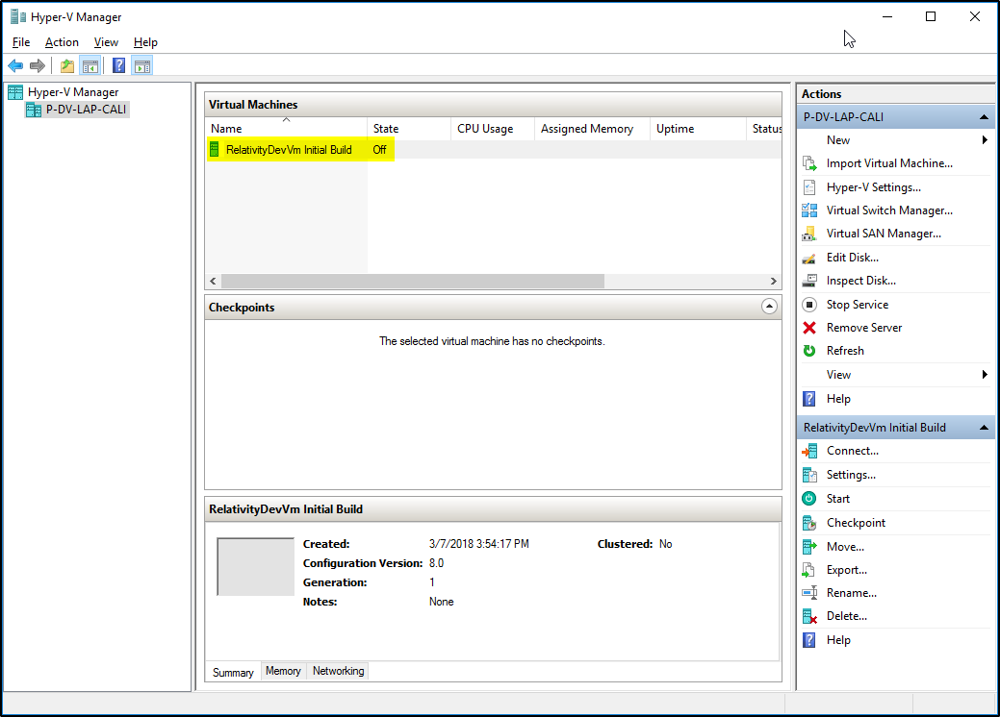 Hyper-V Manager
File Action View Help
Hyper-V Manager
P-DV-LAP-CALI
Virtual Machines
Name State CPU Usage Assigned Memory Uptime Status
RelativityDevVm Initial Build Off
Checkpoints
The selected virtual machine has no checkpoints.
RelativityDevVm Initial Build
Created: 3/7/2018 3:54:17 PM Clustered: No
Configuration Version: 8.0
Generation: 1
Notes: None
Summary Memory Networking
Actions
P-DV-LAP-CALI
New
Import Virtual Machine...
Hyper-V Settings...
Virtual Switch Manager...
Virtual SAN Manager...
Edit Disk...
Inspect Disk...
Stop Service
Remove Server
Refresh
View
Help
RelativityDevVm Initial Build
Connect...
Settings...
Start
Checkpoint
Move...
Export...
Rename...
Delete...
Help